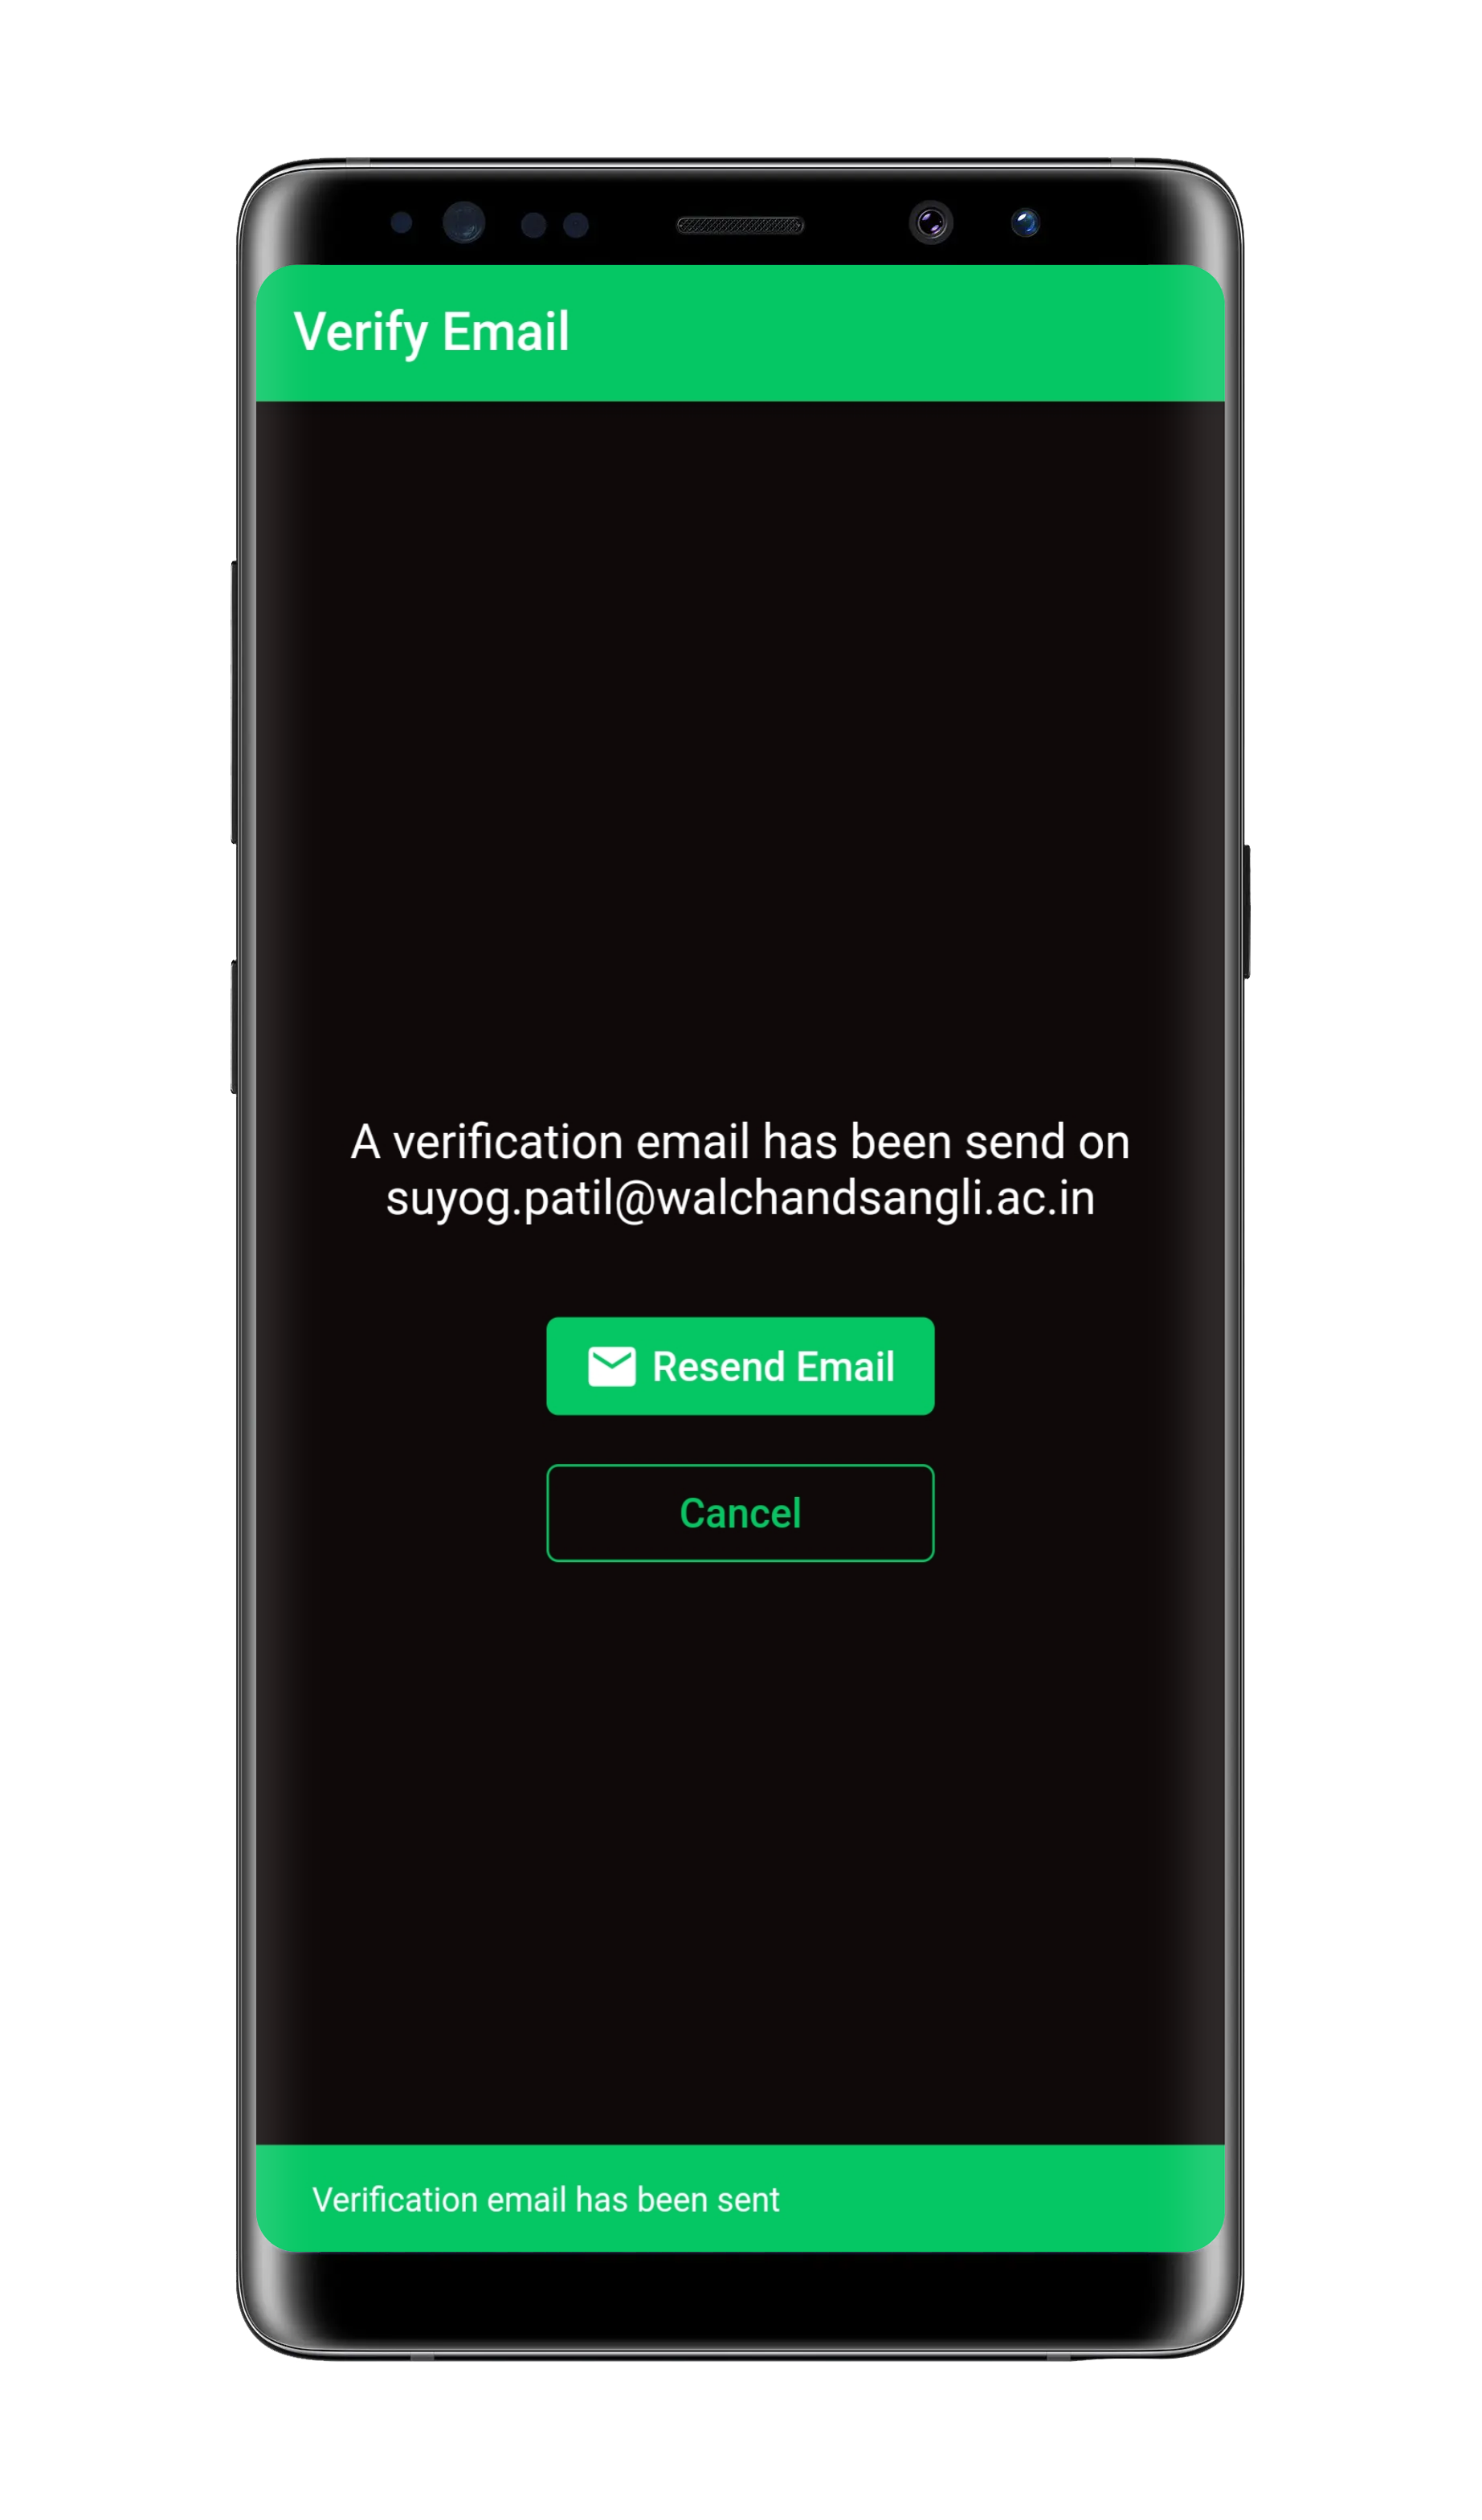 Verify Email
A verification email has been send on
suyog.patil@walchandsangli.ac.in
Resend Email
Cancel
Verification email has been sent